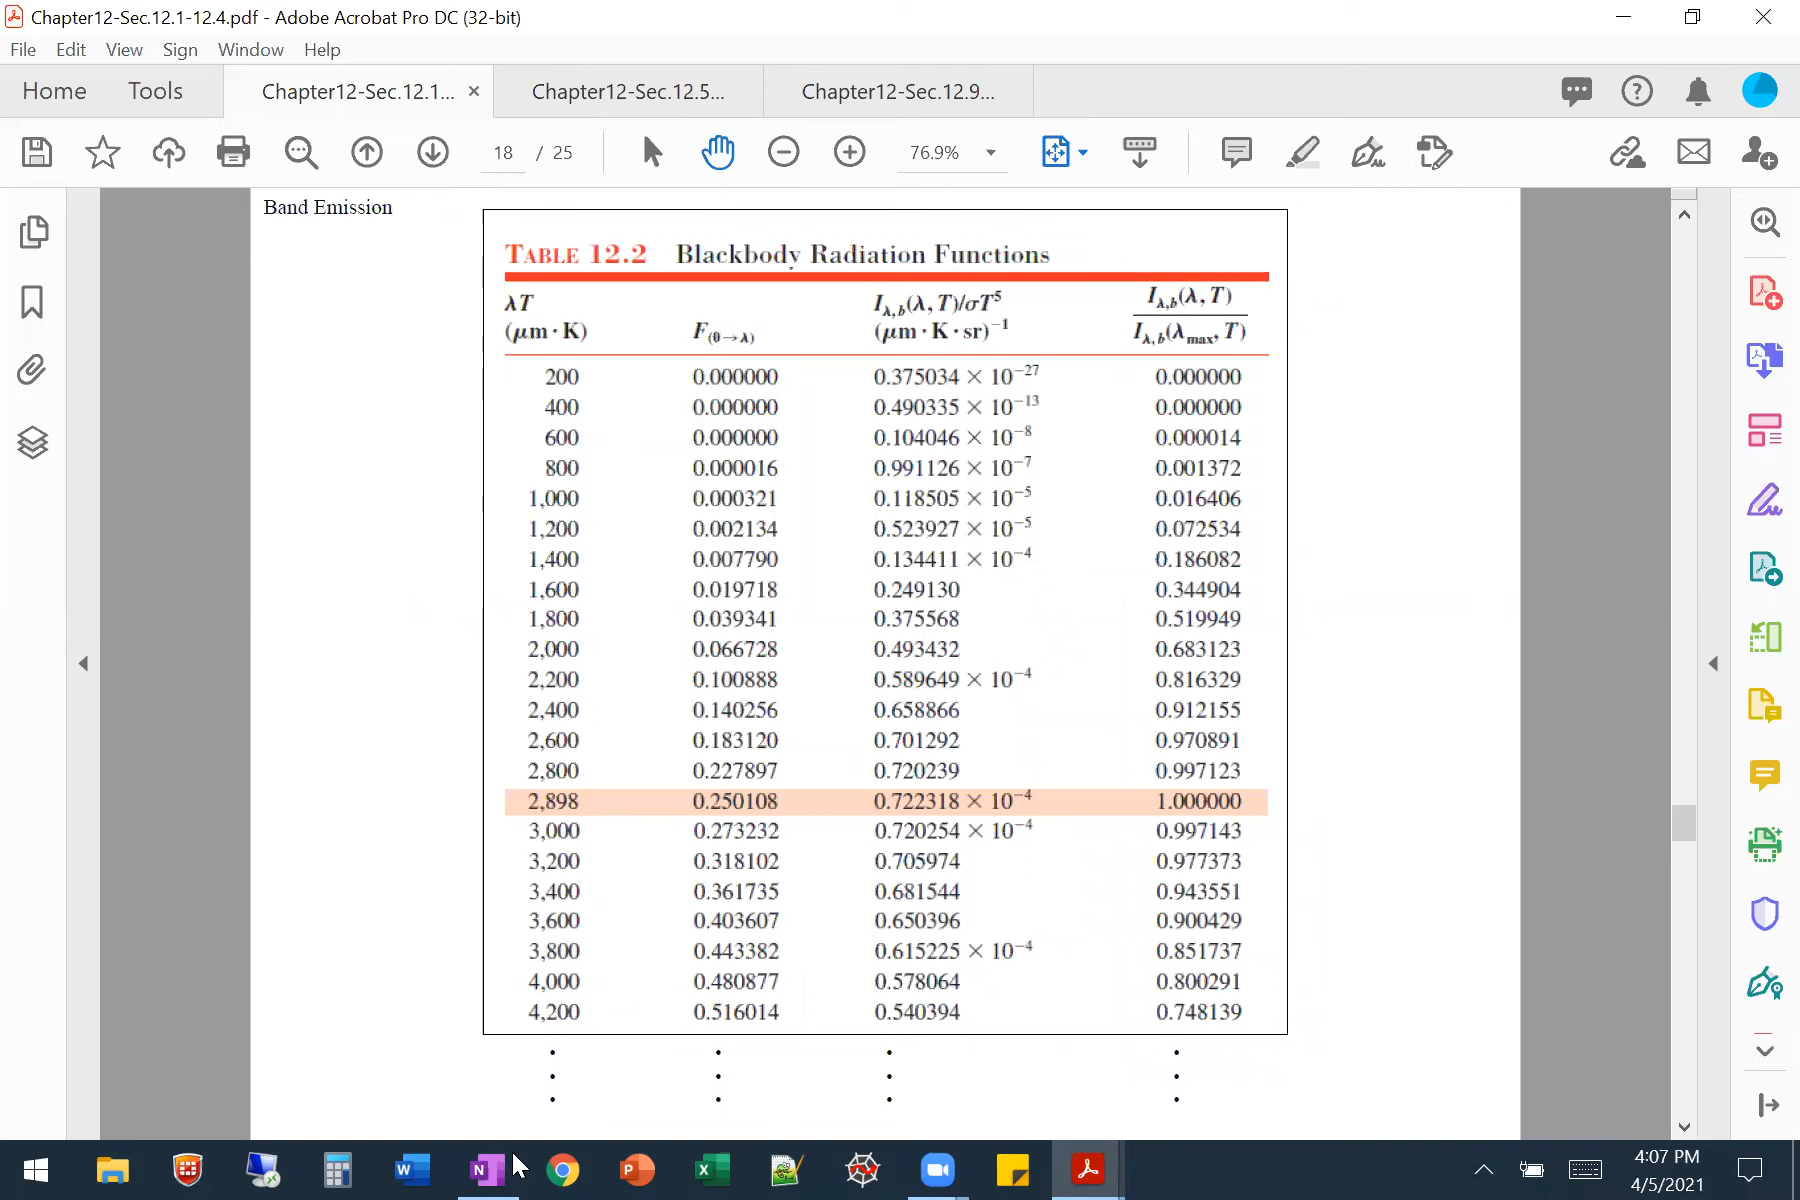 Chapter12-Sec.12.1-12.4.pdf - Adobe Acrobat Pro DC (32-bit)
File Edit View Sign Window Help
Home Tools Chapter12-Sec.12.1... × Chapter12-Sec.12.5... Chapter12-Sec.12.9...
18 / 25 76.9%
Band Emission
TABLE 12.2 Blackbody Radiation Functions
λT (μm · K) F(0→λ) Iλ,b(λ, T)/σT⁵ (μm · K · sr)⁻¹ Iλ,b(λ, T) / Iλ,b(λmax, T)
200 0.000000 0.375034 × 10⁻²⁷ 0.000000
400 0.000000 0.490335 × 10⁻¹³ 0.000000
600 0.000000 0.104046 × 10⁻⁸ 0.000014
800 0.000016 0.991126 × 10⁻⁷ 0.001372
1,000 0.000321 0.118505 × 10⁻⁵ 0.016406
1,200 0.002134 0.523927 × 10⁻⁵ 0.072534
1,400 0.007790 0.134411 × 10⁻⁴ 0.186082
1,600 0.019718 0.249130 0.344904
1,800 0.039341 0.375568 0.519949
2,000 0.066728 0.493432 0.683123
2,200 0.100888 0.589649 × 10⁻⁴ 0.816329
2,400 0.140256 0.658866 0.912155
2,600 0.183120 0.701292 0.970891
2,800 0.227897 0.720239 0.997123
2,898 0.250108 0.722318 × 10⁻⁴ 1.000000
3,000 0.273232 0.720254 × 10⁻⁴ 0.997143
3,200 0.318102 0.705974 0.977373
3,400 0.361735 0.681544 0.943551
3,600 0.403607 0.650396 0.900429
3,800 0.443382 0.615225 × 10⁻⁴ 0.851737
4,000 0.480877 0.578064 0.800291
4,200 0.516014 0.540394 0.748139
4:07 PM
4/5/2021